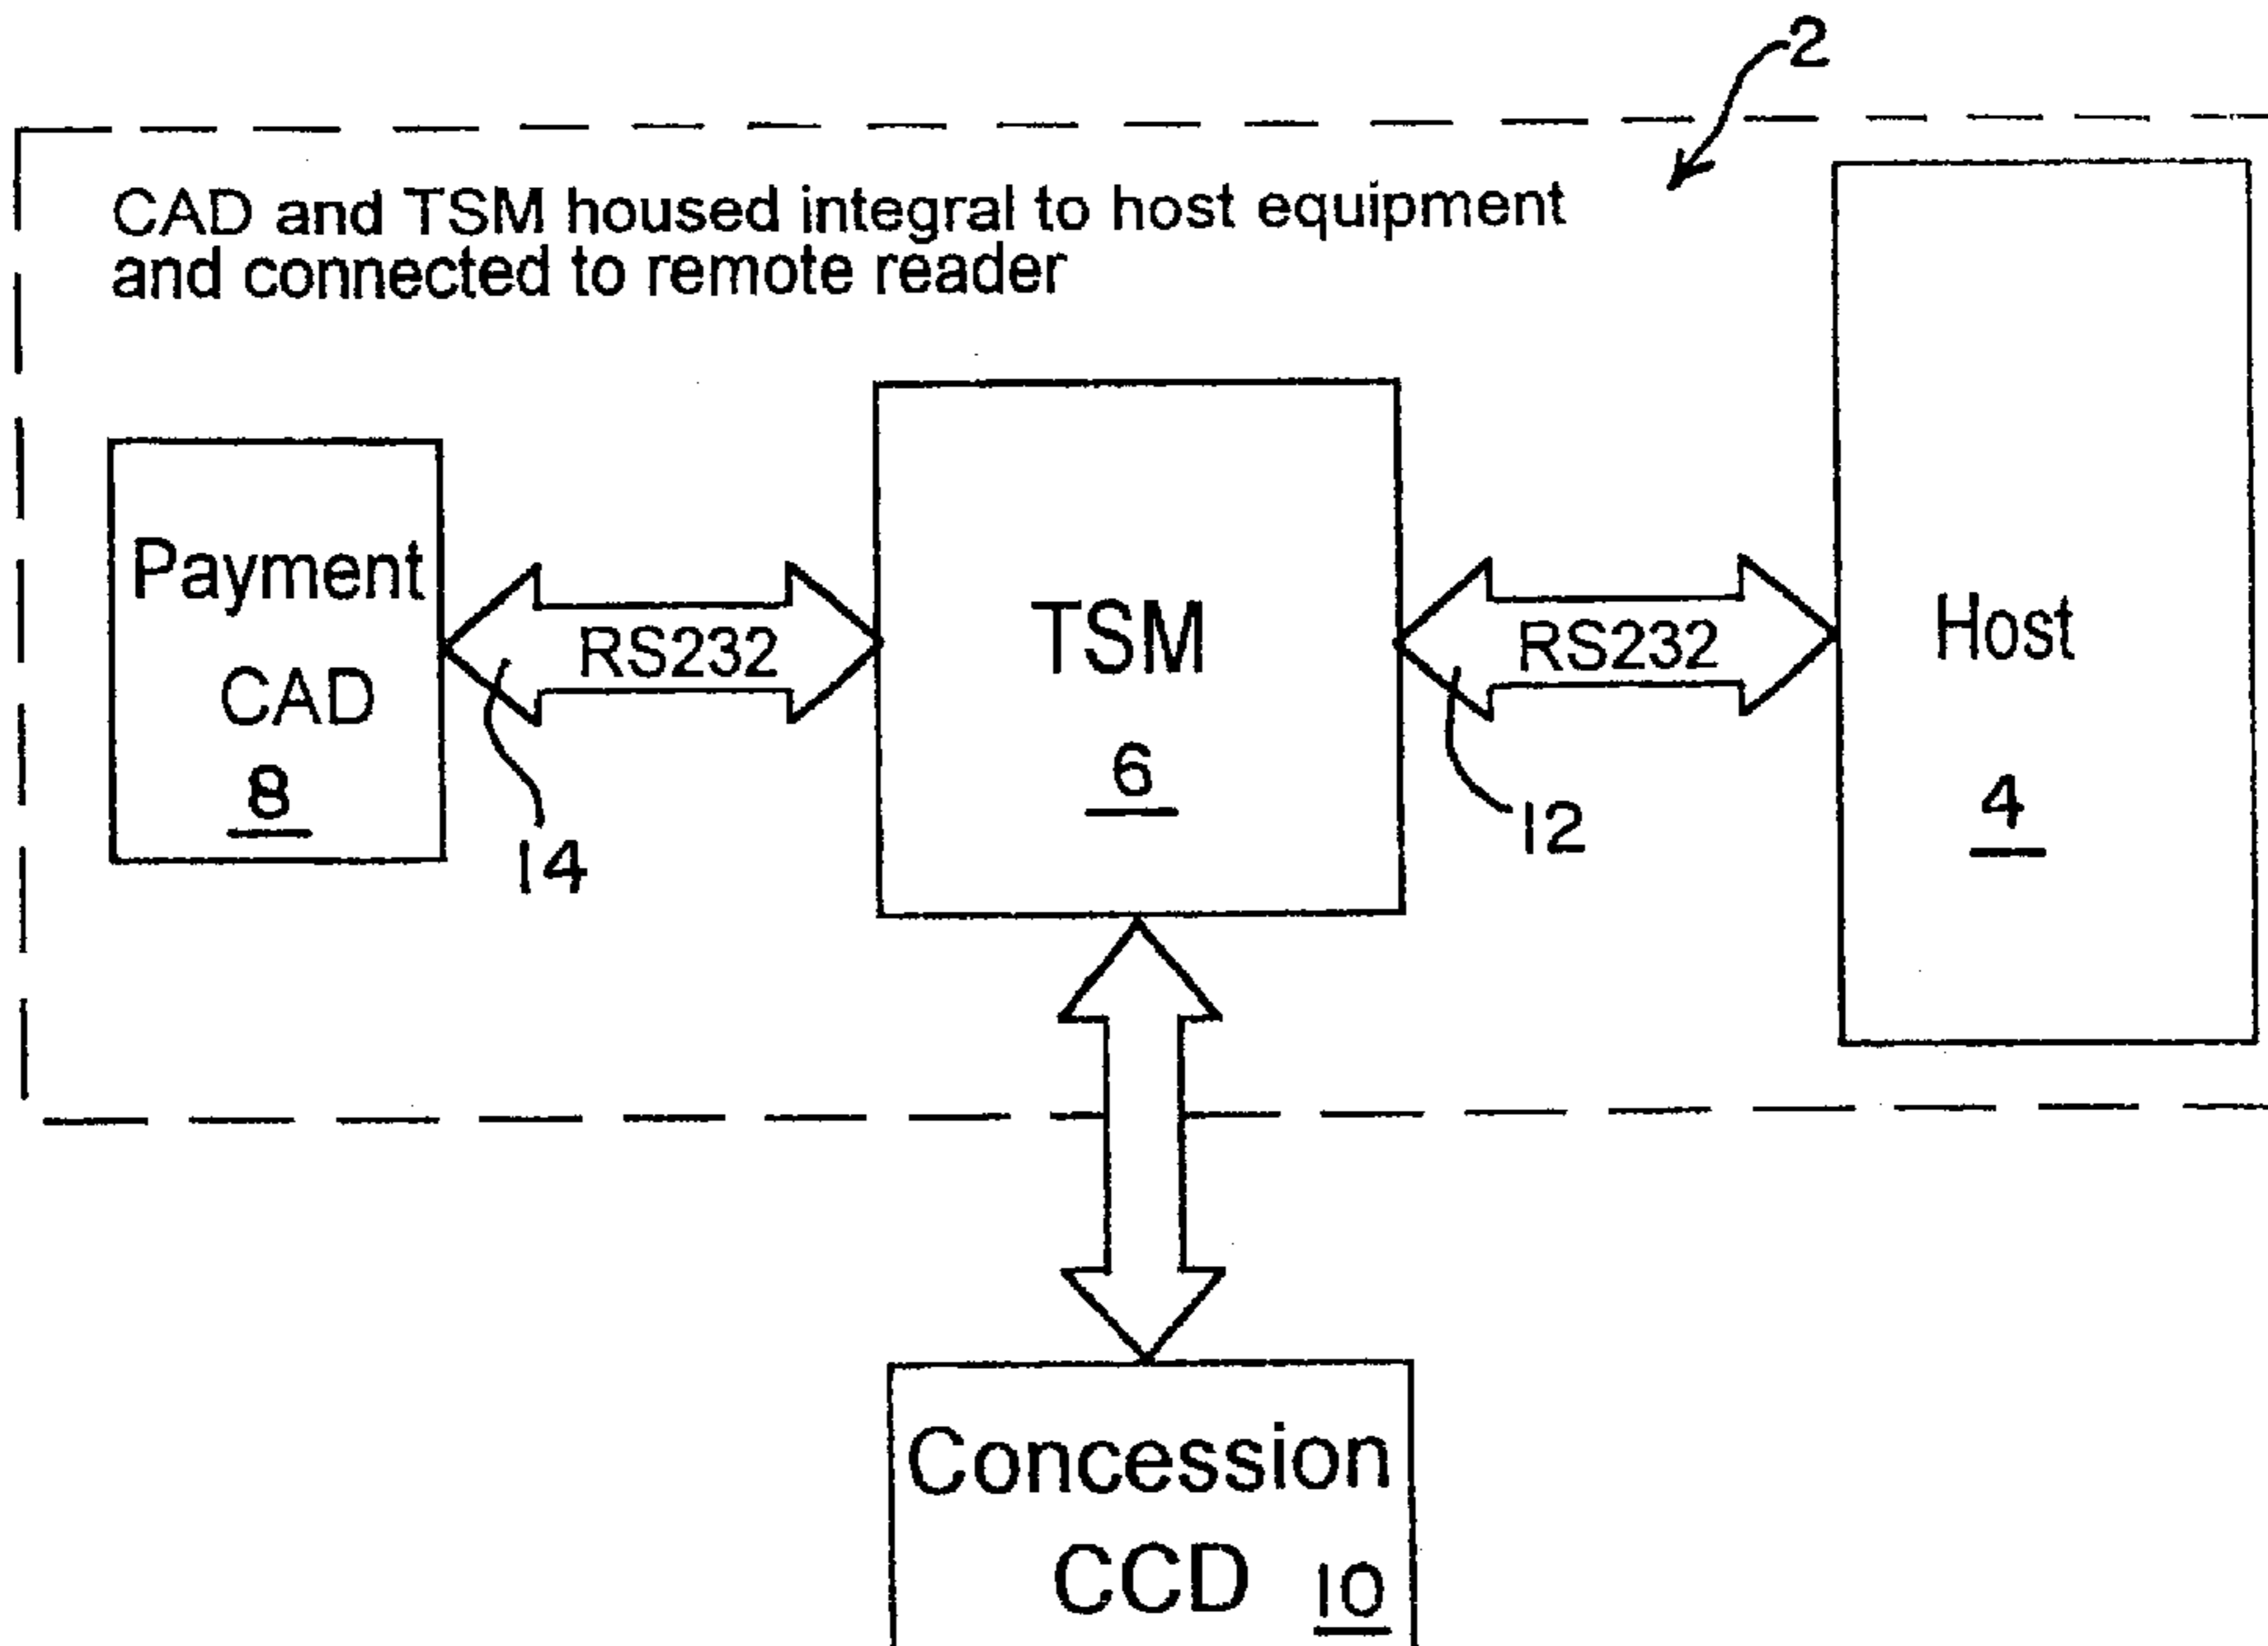 2
CAD and TSM housed integral to host equipment
and connected to remote reader
Payment
CAD
8
RS232
14
TSM
6
RS232
12
Host
4
Concession
CCD 10